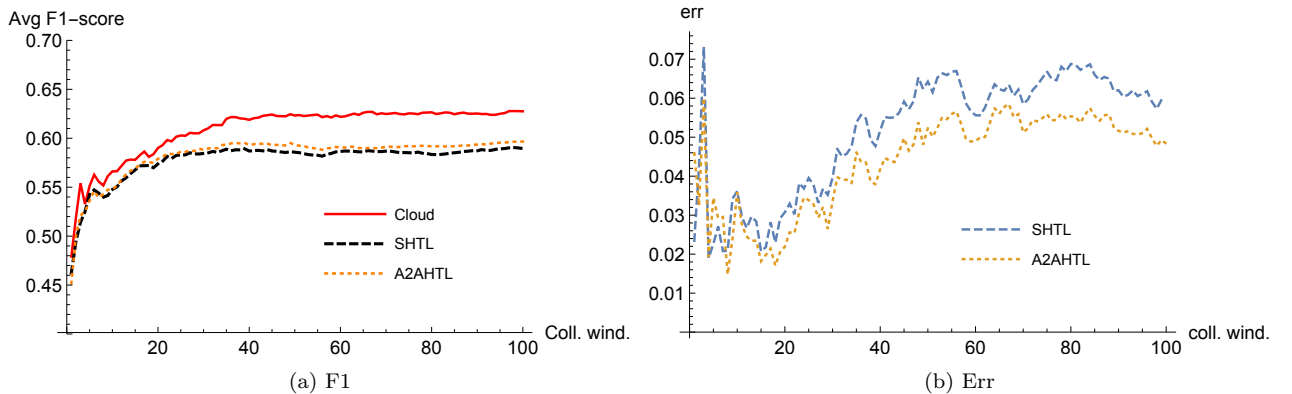 Avg F1-score
0.70
0.65
0.60
0.55
0.50
0.45
20 40 60 80 100
Coll. wind.
Cloud
SHTL
A2AHTL
(a) F1
err
0.07
0.06
0.05
0.04
0.03
0.02
0.01
20 40 60 80 100
coll. wind.
SHTL
A2AHTL
(b) Err